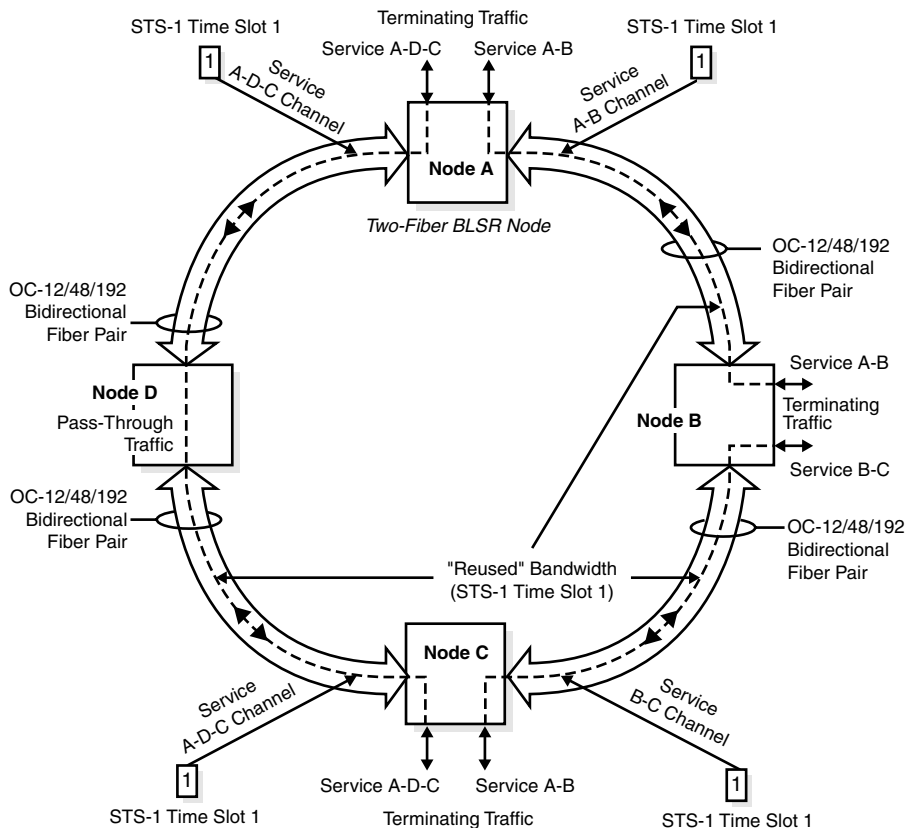 Terminating Traffic
STS-1 Time Slot 1
STS-1 Time Slot 1
Service A-D-C
Service A-B
1
1
Service
A-D-C Channel
Service
A-B Channel
Node A
Two-Fiber BLSR Node
OC-12/48/192
Bidirectional
Fiber Pair
OC-12/48/192
Bidirectional
Fiber Pair
Node D
Pass-Through
Traffic
Service A-B
Node B
Terminating
Traffic
Service B-C
OC-12/48/192
Bidirectional
Fiber Pair
OC-12/48/192
Bidirectional
Fiber Pair
"Reused" Bandwidth
(STS-1 Time Slot 1)
Node C
Service
A-D-C Channel
Service
B-C Channel
1
Service A-D-C
Service A-B
1
STS-1 Time Slot 1
Terminating Traffic
STS-1 Time Slot 1